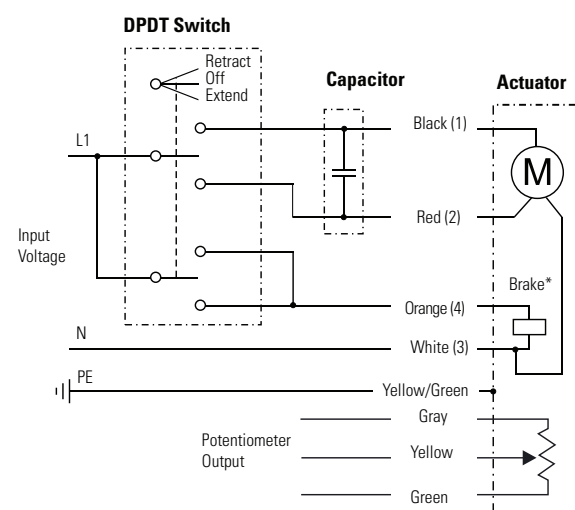 DPDT Switch
Retract
Off
Extend
Capacitor
Actuator
L1
Black (1)
M
Red (2)
Input
Voltage
Brake*
Orange (4)
N
White (3)
PE
Yellow/Green
Gray
Potentiometer
Output
Yellow
Green